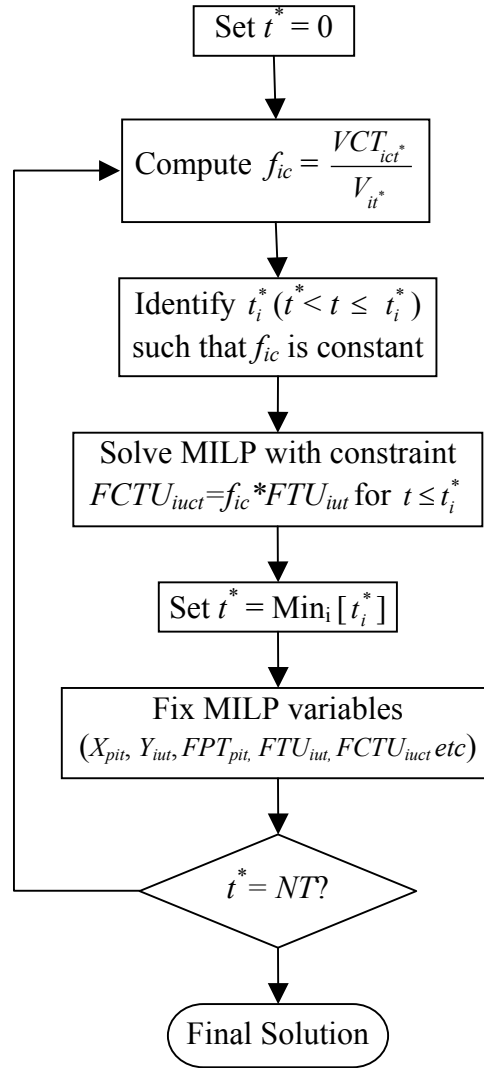 Set t* = 0
Compute f_ic = VCT_ict* / V_it*
Identify t_i* (t* < t ≤ t_i*)
such that f_ic is constant
Solve MILP with constraint
FCTU_iuct=f_ic*FTU_iut for t ≤ t_i*
Set t* = Min_i [t_i*]
Fix MILP variables
(X_pit, Y_iut, FPT_pit, FTU_iut, FCTU_iuct etc)
t* = NT?
Final Solution